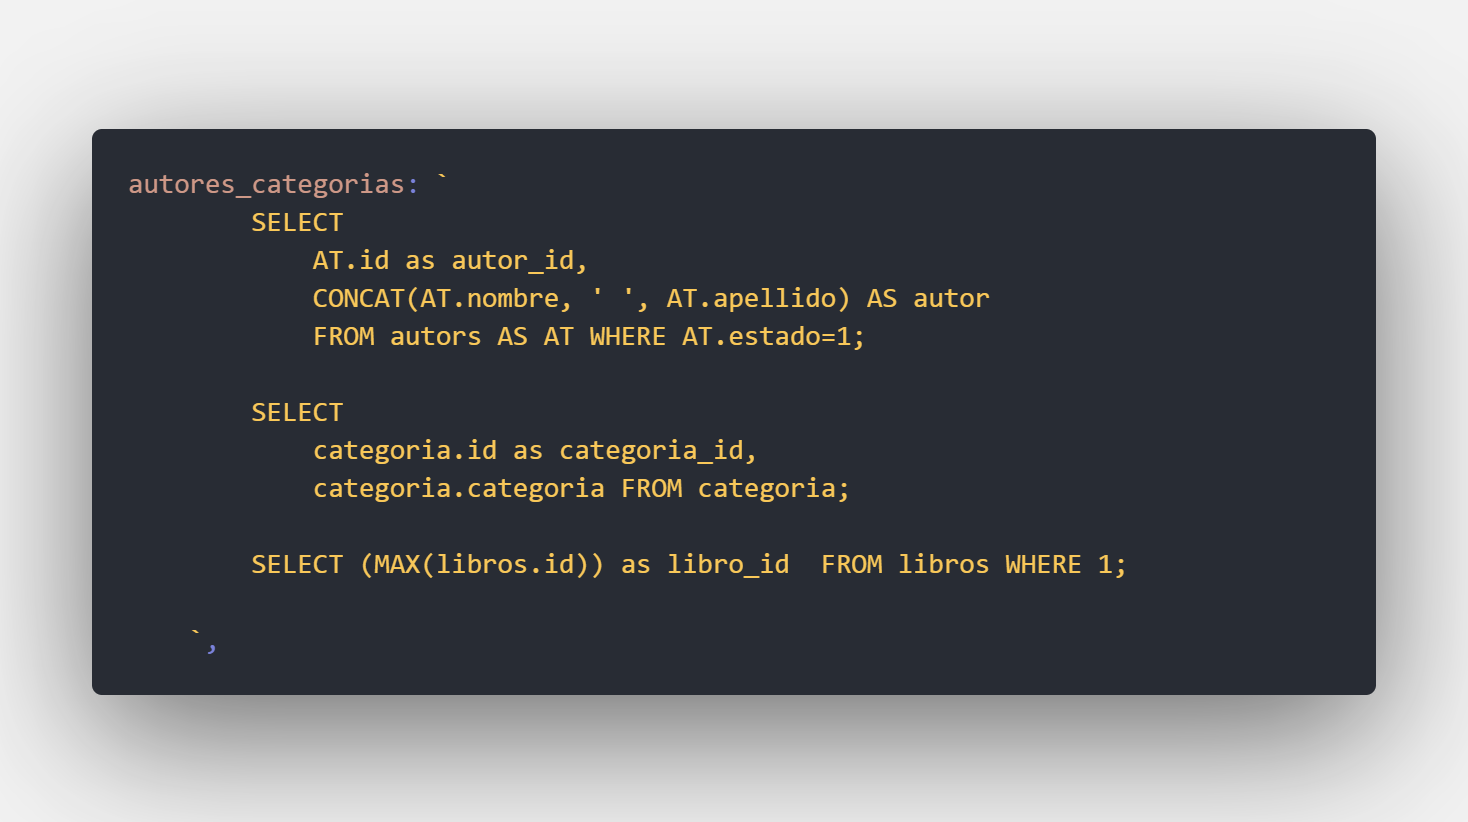 autores_categorias: `
        SELECT
            AT.id as autor_id,
            CONCAT(AT.nombre, ' ', AT.apellido) AS autor
            FROM autors AS AT WHERE AT.estado=1;

        SELECT
            categoria.id as categoria_id,
            categoria.categoria FROM categoria;

        SELECT (MAX(libros.id)) as libro_id  FROM libros WHERE 1;

    `,